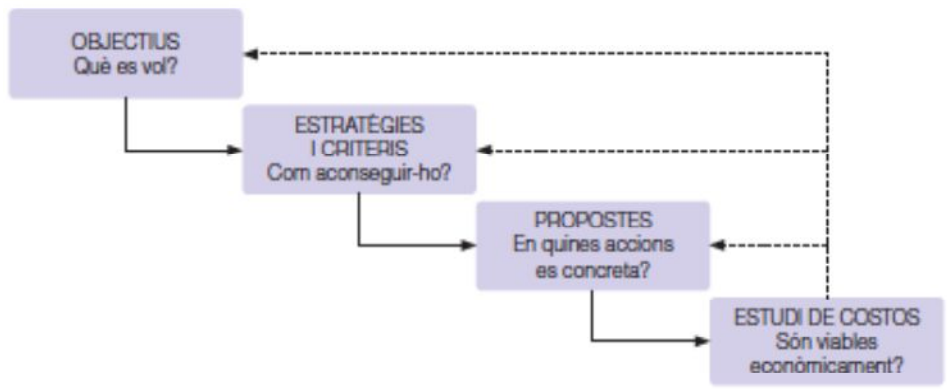 OBJECTIUS
Què es vol?
ESTRATÈGIES
I CRITERIS
Com aconseguir-ho?
PROPOSTES
En quines accions
es concreta?
ESTUDI DE COSTOS
Són viables
econòmicament?